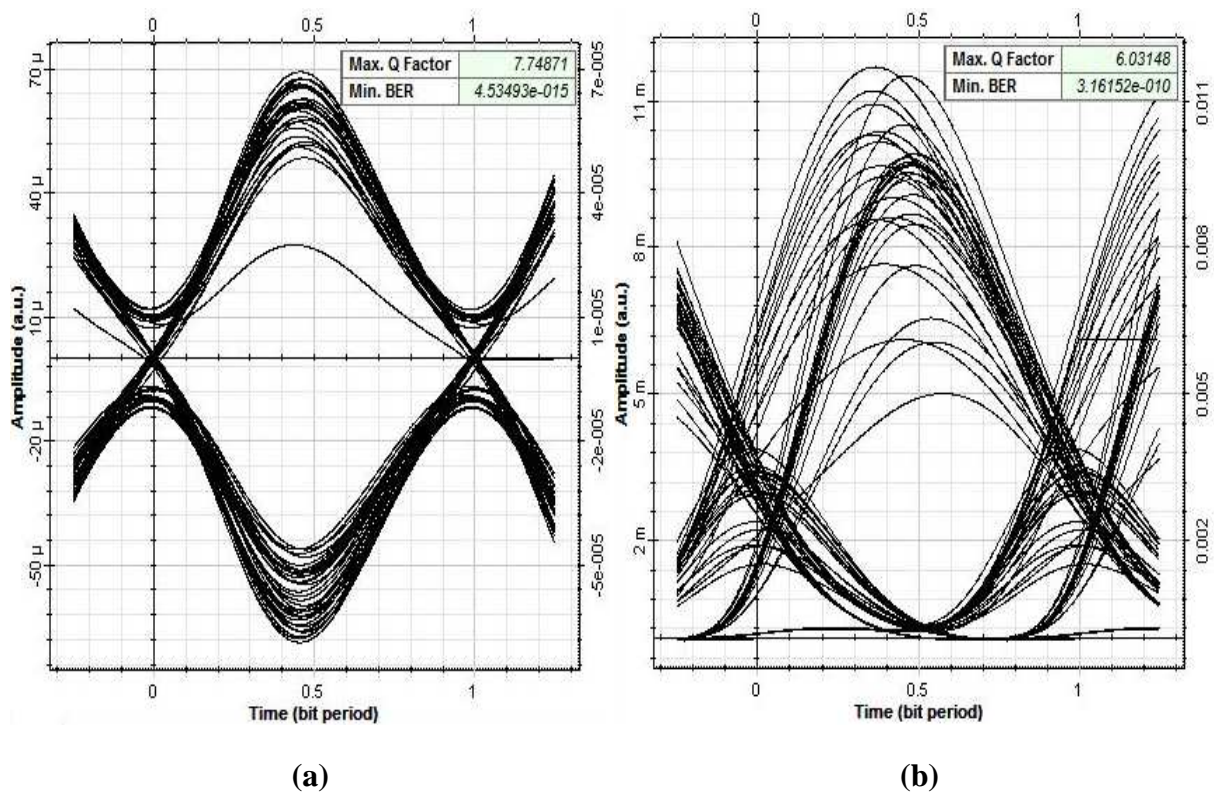 0 0.5 1
Max. Q Factor 7.74871
Min. BER 4.53493e-015
70 µ
40 µ
10 µ
-20 µ
-50 µ
Amplitude (a.u.)
7e-005
4e-005
1e-005
-2e-005
-5e-005
0 0.5 1
Time (bit period)
(a)
0 0.5 1
Max. Q Factor 6.03148
Min. BER 3.16152e-010
11 m
8 m
5 m
2 m
Amplitude (a.u.)
0.011
0.008
0.005
0.002
0 0.5 1
Time (bit period)
(b)